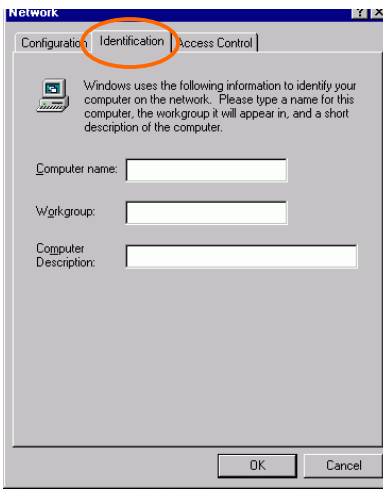 Network
Configuration Identification Access Control
Windows uses the following information to identify your
computer on the network. Please type a name for this
computer, the workgroup it will appear in, and a short
description of the computer.
Computer name:
Workgroup:
Computer
Description:
OK Cancel